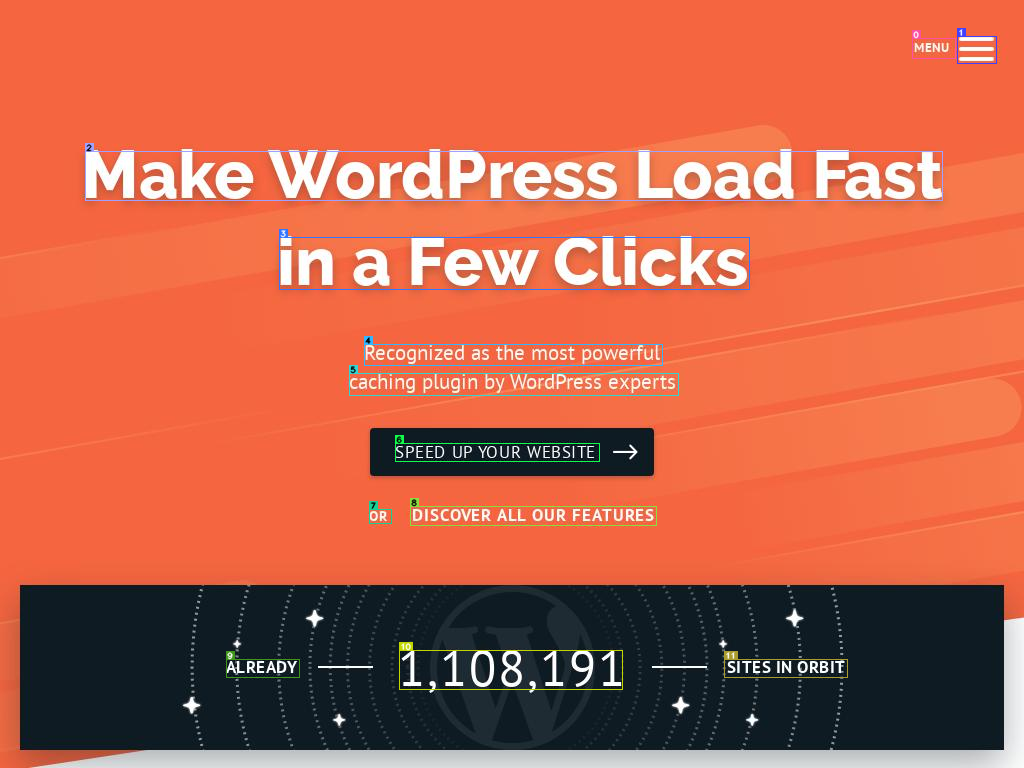 MENU
Make WordPress Load Fast
in a Few Clicks
Recognized as the most powerful
caching plugin by WordPress experts
SPEED UP YOUR WEBSITE
OR DISCOVER ALL OUR FEATURES
ALREADY 1,108,191 SITES IN ORBIT